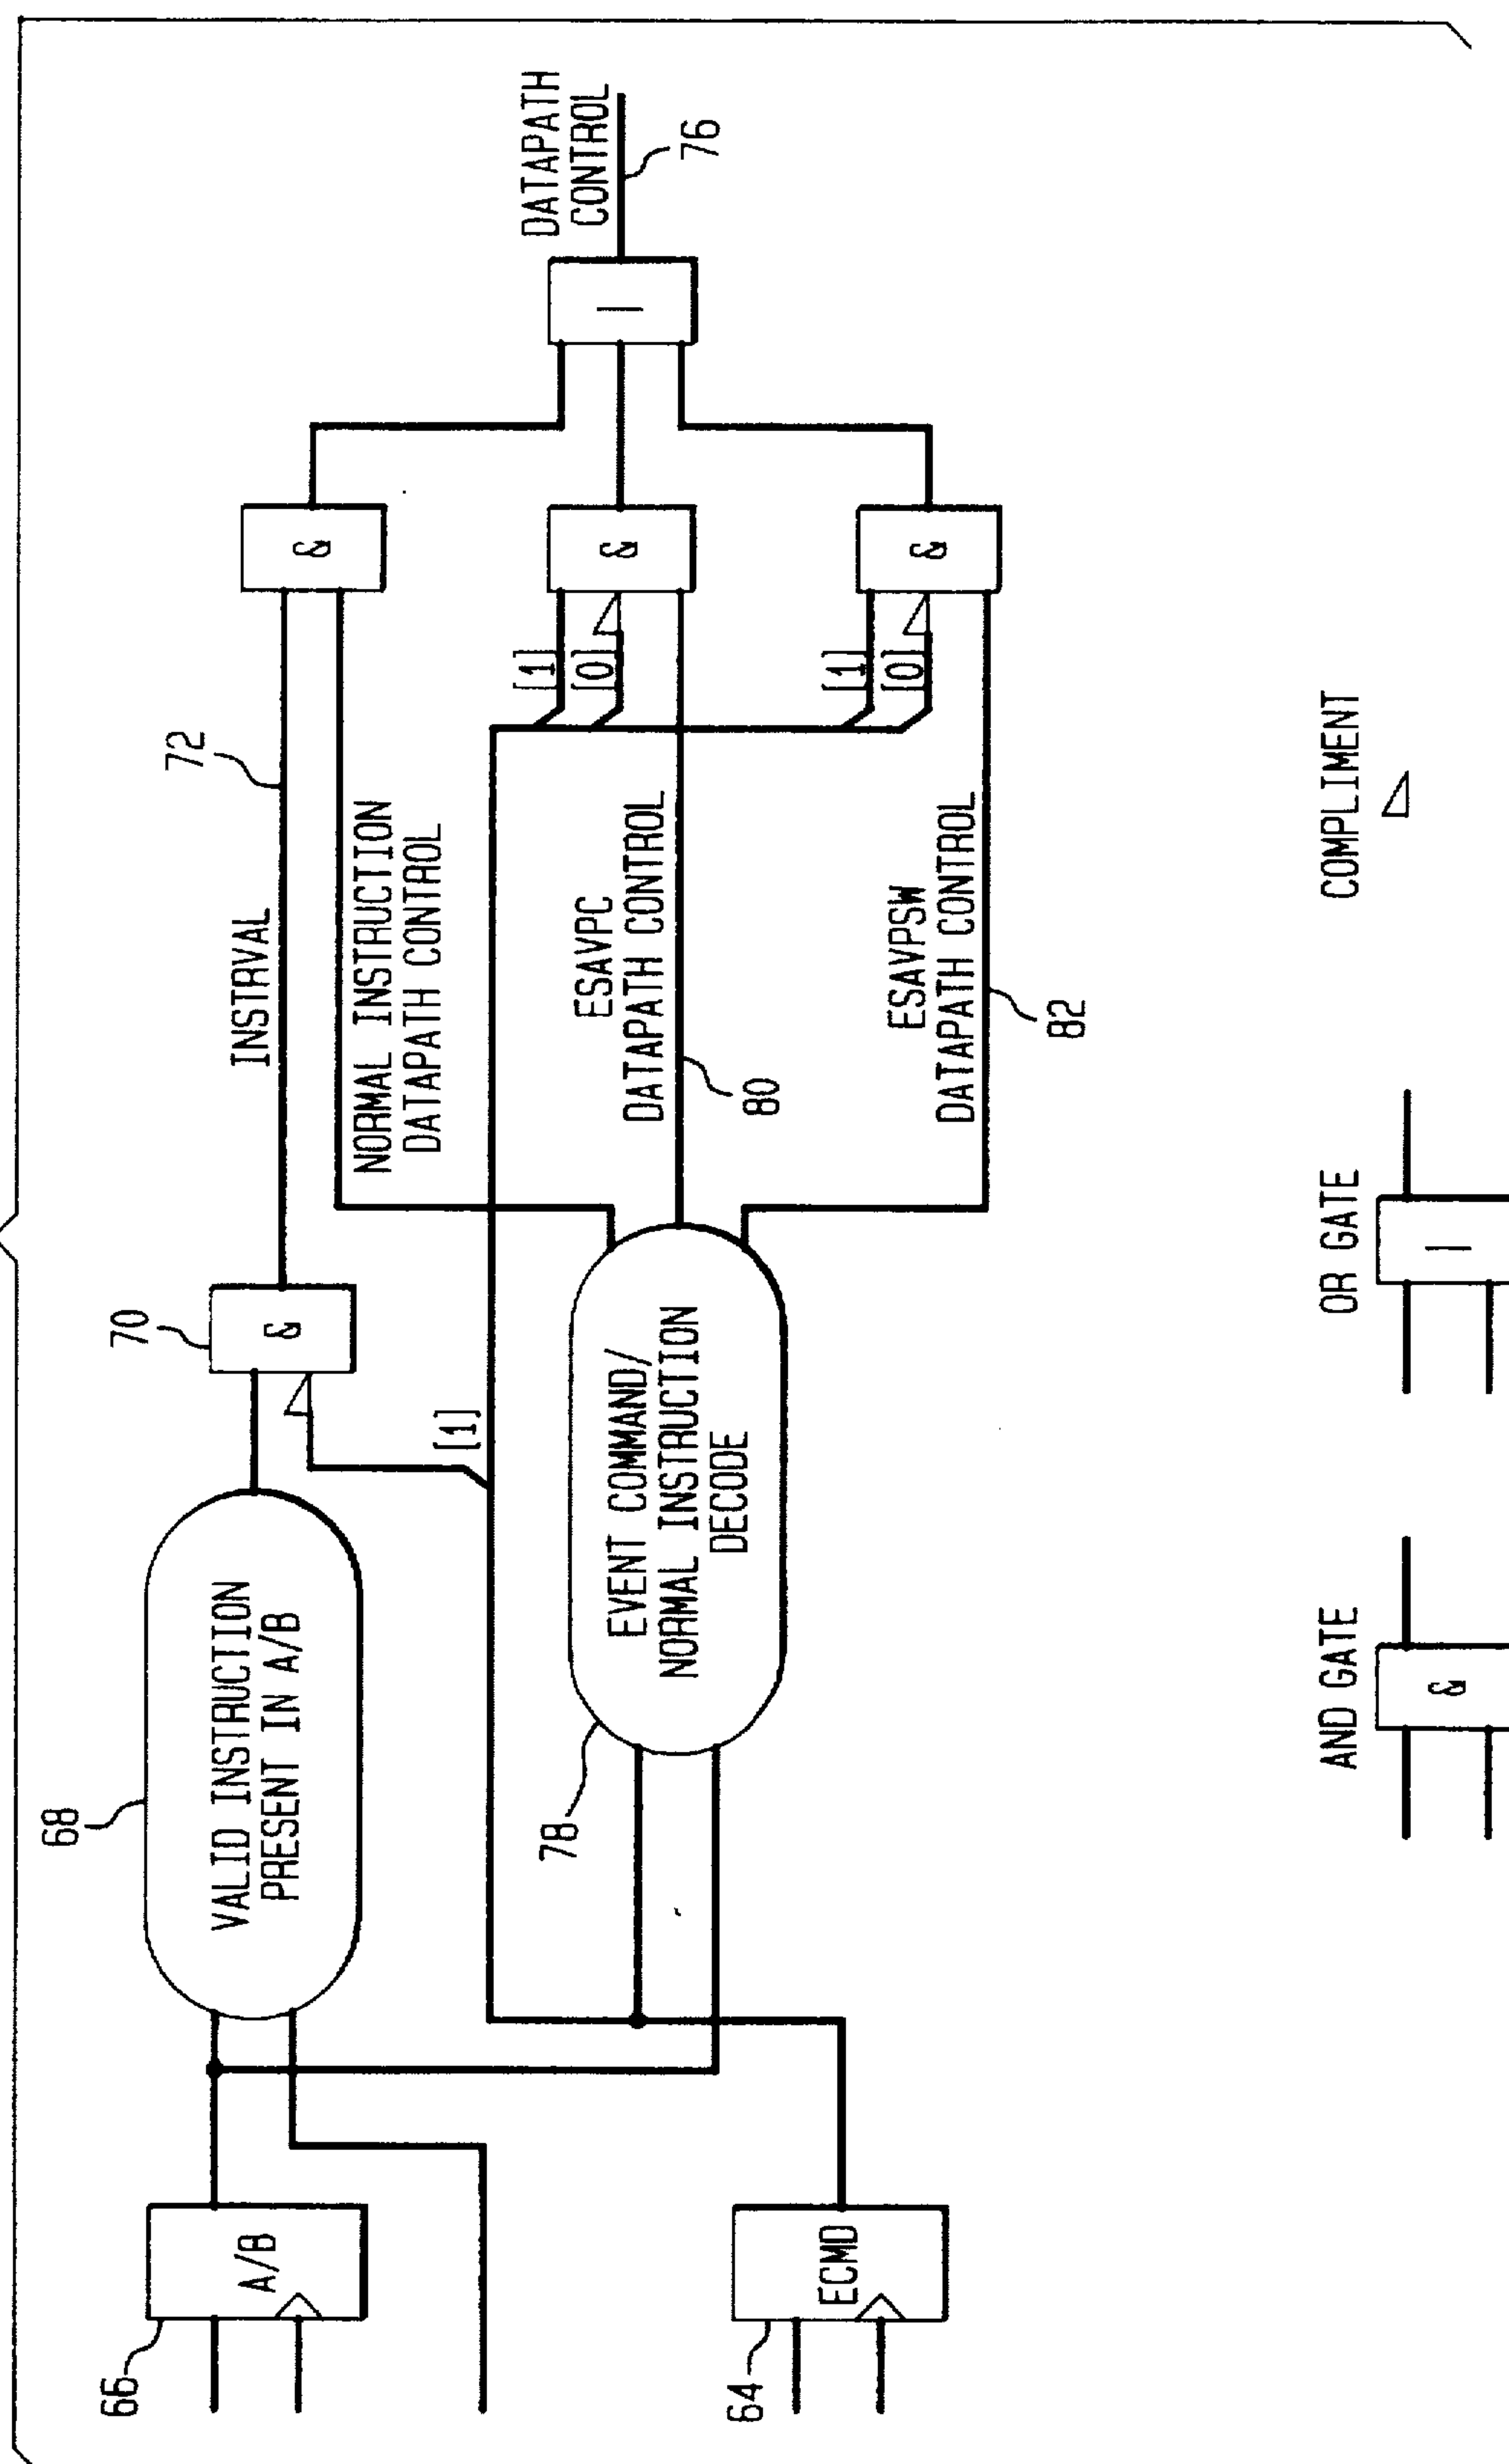 66
A/B
68
VALID INSTRUCTION
PRESENT IN A/B
70
&
INSTRVAL
72
NORMAL INSTRUCTION
DATAPATH CONTROL
&
[1]
64
ECMD
78
EVENT COMMAND/
NORMAL INSTRUCTION
DECODE
ESAVPC
DATAPATH CONTROL
80
[1]
[0]
&
|
DATAPATH
CONTROL
76
ESAVPSW
DATAPATH CONTROL
82
[1]
[0]
&
AND GATE
&
OR GATE
|
COMPLIMENT